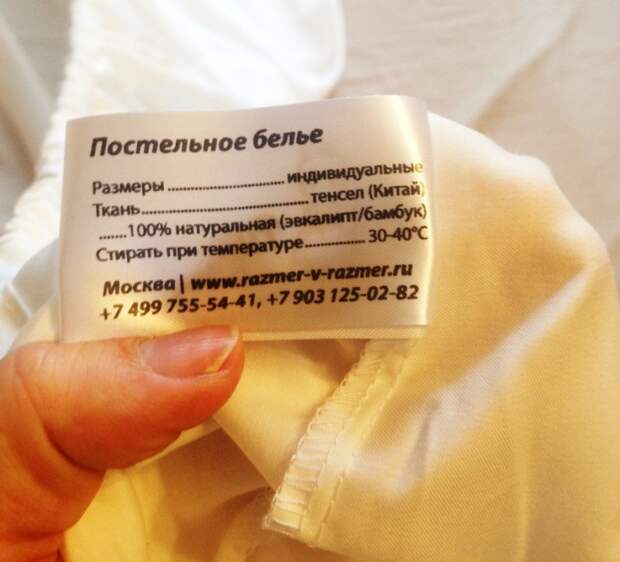 Постельное белье
Размеры .............................. индивидуальные
Ткань........................................... тенсел (Китай)
.......100% натуральная (эвкалипт/бамбук)
Стирать при температуре............... 30-40°C
Москва | www.razmer-v-razmer.ru
+7 499 755-54-41, +7 903 125-02-82